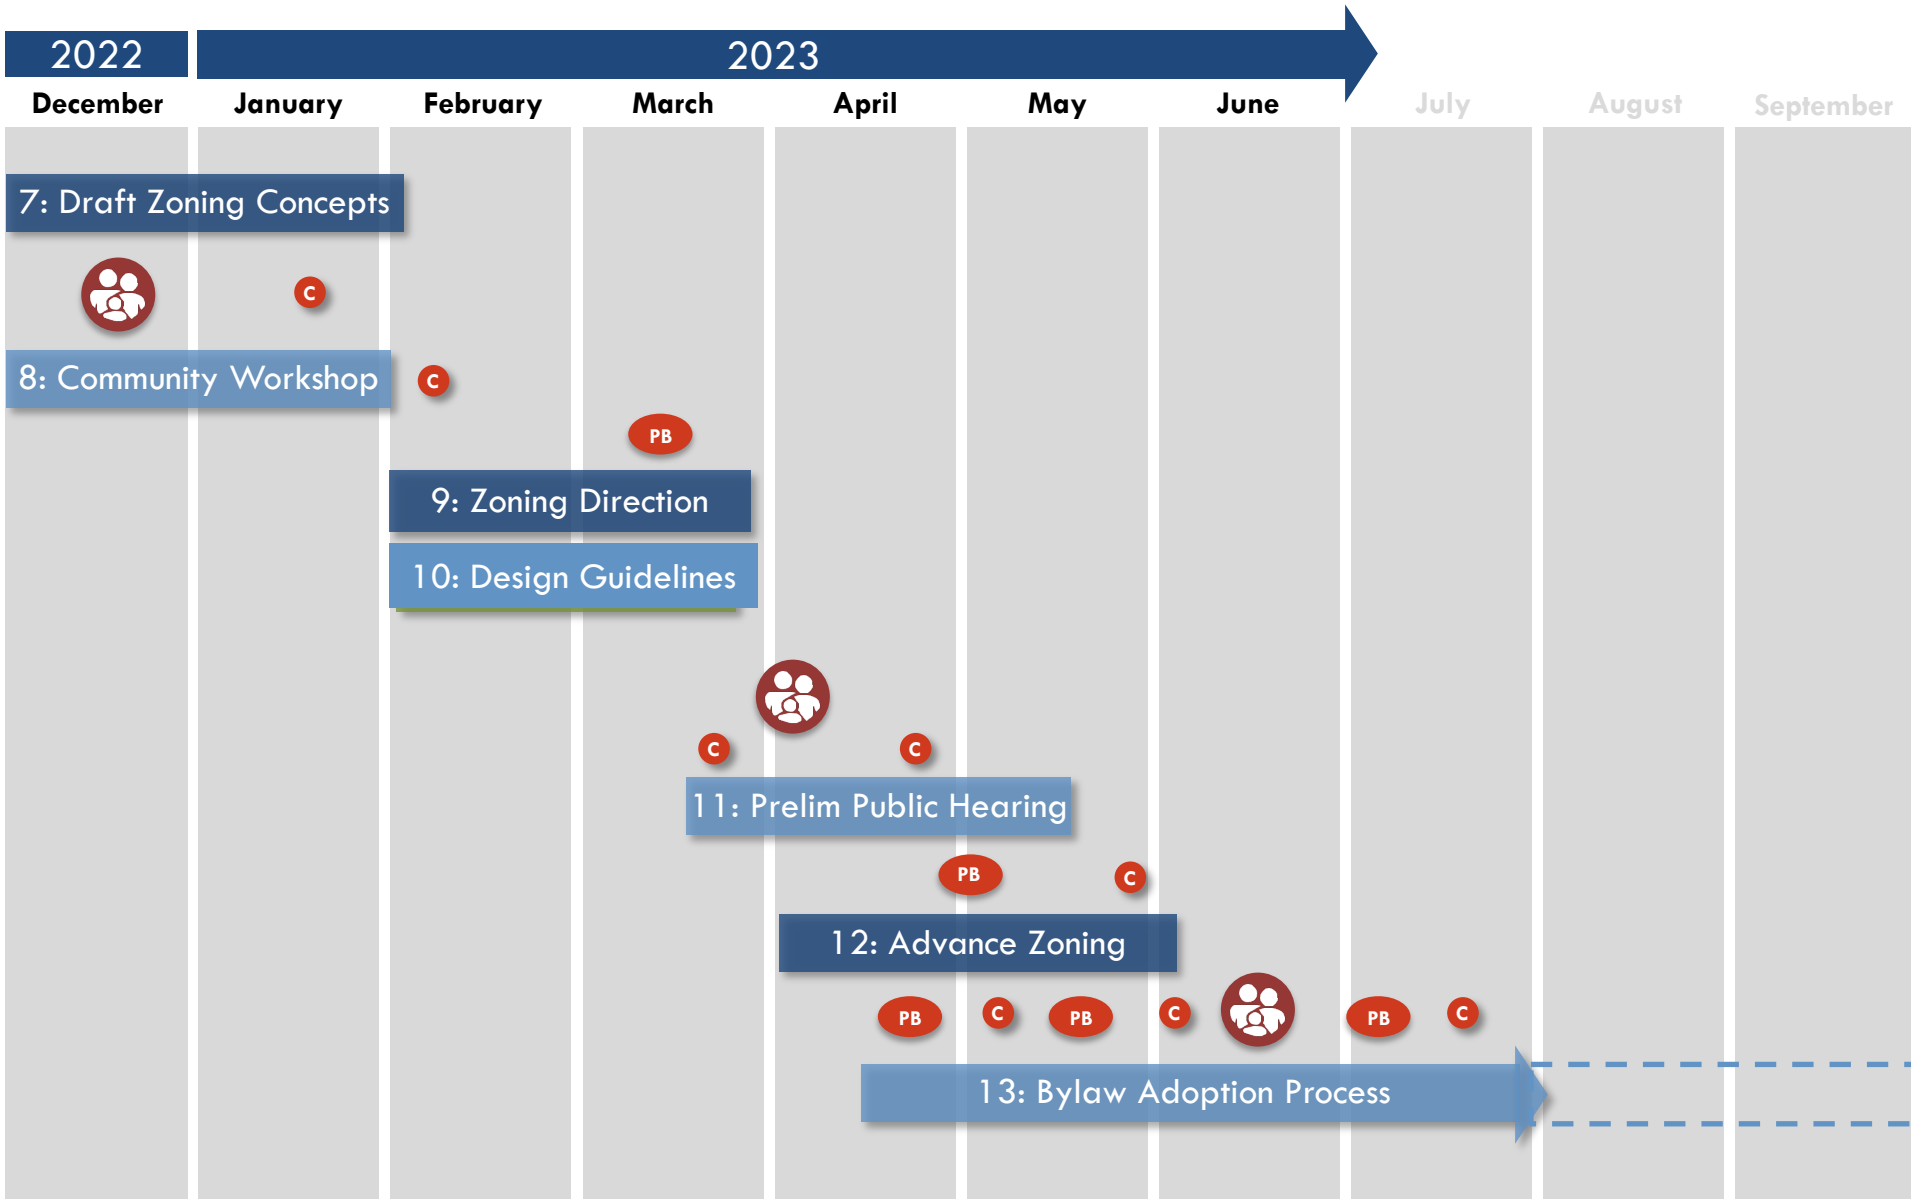 2022
2023
December
January
February
March
April
May
June
July
August
September
7: Draft Zoning Concepts
C
8: Community Workshop
C
PB
9: Zoning Direction
10: Design Guidelines
C
C
11: Prelim Public Hearing
PB
C
12: Advance Zoning
PB
C
PB
C
PB
C
13: Bylaw Adoption Process